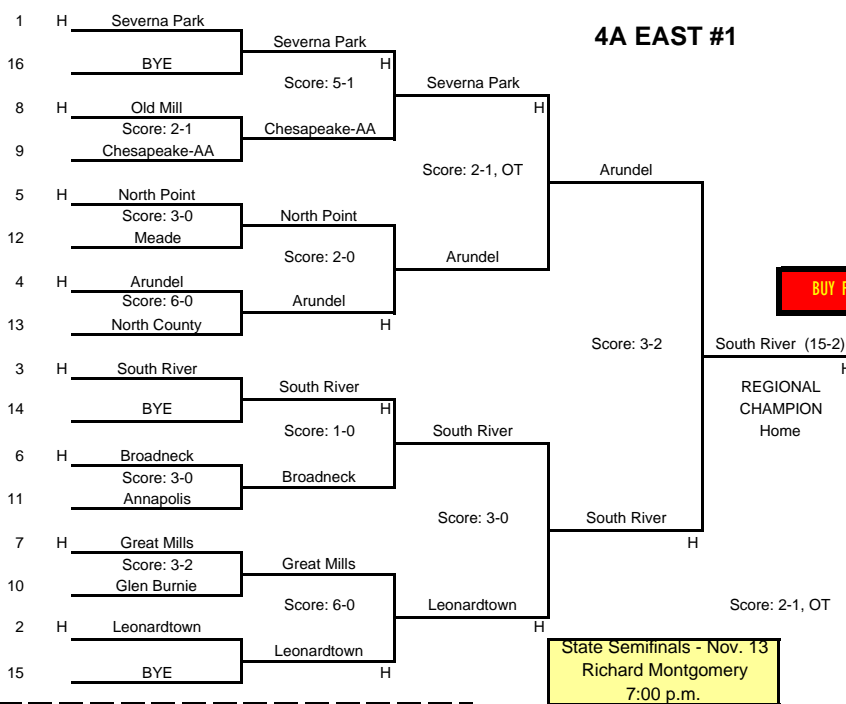 4A EAST #1
1 H Severna Park
16 BYE
Severna Park
H
Score: 5-1
8 H Old Mill
Score: 2-1
9 Chesapeake-AA
Chesapeake-AA
Severna Park
H
Score: 2-1, OT
5 H North Point
Score: 3-0
12 Meade
North Point
Score: 2-0
4 H Arundel
Score: 6-0
13 North County
Arundel
H
Arundel
Arundel
Score: 3-2
3 H South River
14 BYE
South River
H
Score: 1-0
6 H Broadneck
Score: 3-0
11 Annapolis
Broadneck
South River
Score: 3-0
7 H Great Mills
Score: 3-2
10 Glen Burnie
Great Mills
Score: 6-0
2 H Leonardtown
15 BYE
Leonardtown
H
Leonardtown
H
South River
H
BUY
South River (15-2)
H
REGIONAL
CHAMPION
Home
Score: 2-1, OT
State Semifinals - Nov. 13
Richard Montgomery
7:00 p.m.